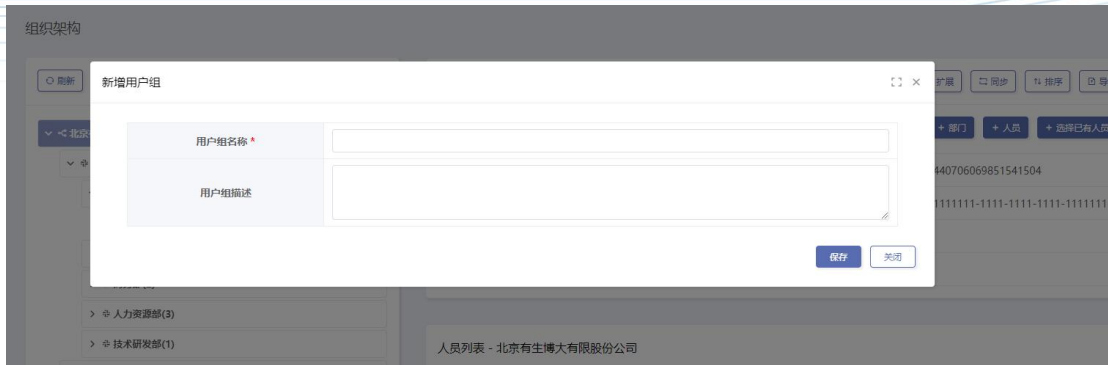 组织架构
刷新
新增用户组
扩展
同步
排序
北京
+ 部门
+ 人员
+ 选择已有人员
用户组名称 *
440706069851541504
用户组描述
1111111-1111-1111-1111-1111111
保存
关闭
人力资源部(3)
技术研发部(1)
人员列表 - 北京有生博大有限股份公司